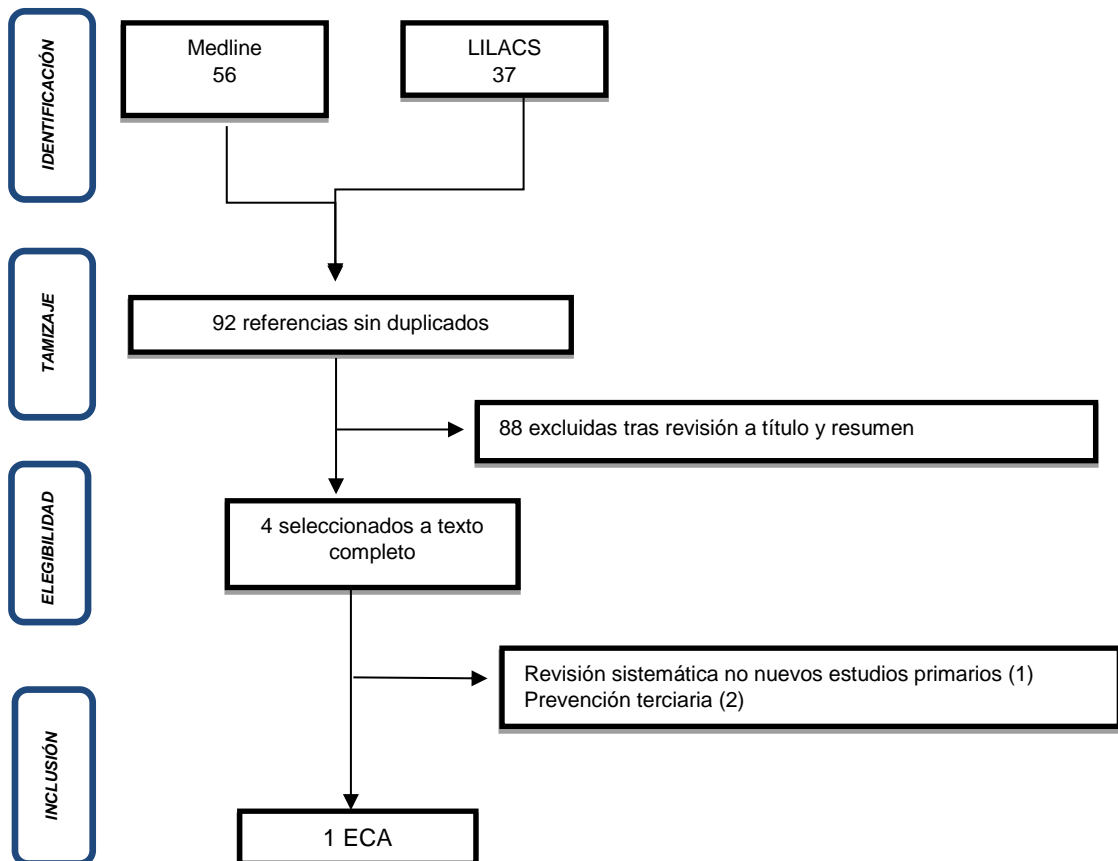 IDENTIFICACIÓN
Medline
56
LILACS
37
TAMIZAJE
92 referencias sin duplicados
88 excluidas tras revisión a título y resumen
ELEGIBILIDAD
4 seleccionados a texto
completo
Revisión sistemática no nuevos estudios primarios (1)
Prevención terciaria (2)
INCLUSIÓN
1 ECA